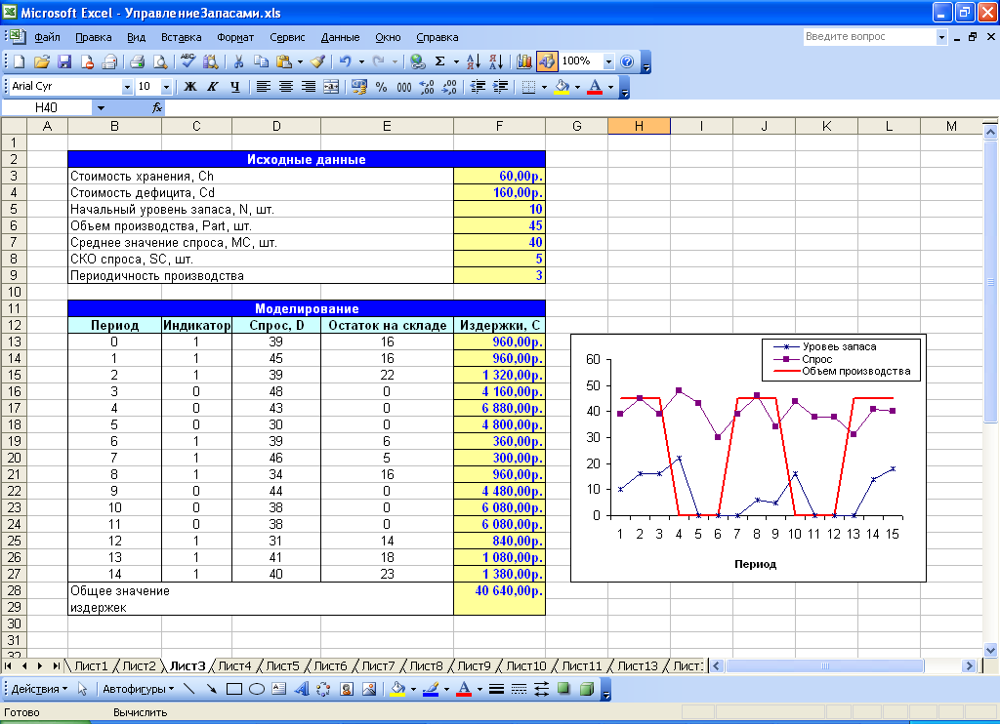 Microsoft Excel - УправлениеЗапасами.xls
Файл Правка Вид Вставка Формат Сервис Данные Окно Справка Введите вопрос
100%
Arial Cyr 10 Ж К Ч % 000
H40 fx
A B C D E F G H I J K L M
1
2 Исходные данные
3 Стоимость хранения, Ch 60,00р.
4 Стоимость дефицита, Cd 160,00р.
5 Начальный уровень запаса, N, шт. 10
6 Объем производства, Part, шт. 45
7 Среднее значение спроса, MC, шт. 40
8 СКО спроса, SC, шт. 5
9 Периодичность производства 3
10
11 Моделирование
12 Период Индикатор Спрос, D Остаток на складе Издержки, С
13 0 1 39 16 960,00р.
14 1 1 45 16 960,00р.
15 2 1 39 22 1 320,00р.
16 3 0 48 0 4 160,00р.
17 4 0 43 0 6 880,00р.
18 5 0 30 0 4 800,00р.
19 6 1 39 6 360,00р.
20 7 1 46 5 300,00р.
21 8 1 34 16 960,00р.
22 9 0 44 0 4 480,00р.
23 10 0 38 0 6 080,00р.
24 11 0 38 0 6 080,00р.
25 12 1 31 14 840,00р.
26 13 1 41 18 1 080,00р.
27 14 1 40 23 1 380,00р.
28 Общее значение 40 640,00р.
29 издержек
30
31
32
Уровеь запаса
Спрос
Объем производства
60
50
40
30
20
10
0
1 2 3 4 5 6 7 8 9 10 11 12 13 14 15
Период
Лист1 Лист2 Лист3 Лист4 Лист5 Лист6 Лист7 Лист8 Лист9 Лист10 Лист11 Лист13 Лист
Действия Автофигуры
Готово Вычислить